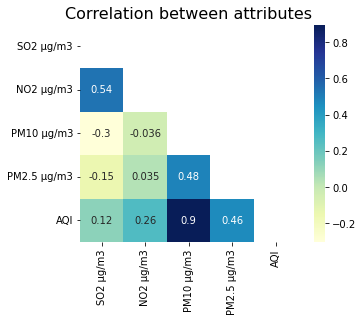 Correlation between attributes
SO2 µg/m3
NO2 µg/m3
0.54
PM10 µg/m3
-0.3 -0.036
PM2.5 µg/m3
-0.15 0.035 0.48
AQI
0.12 0.26 0.9 0.46
SO2 µg/m3
NO2 µg/m3
PM10 µg/m3
PM2.5 µg/m3
AQI
0.8
0.6
0.4
0.2
0.0
−0.2